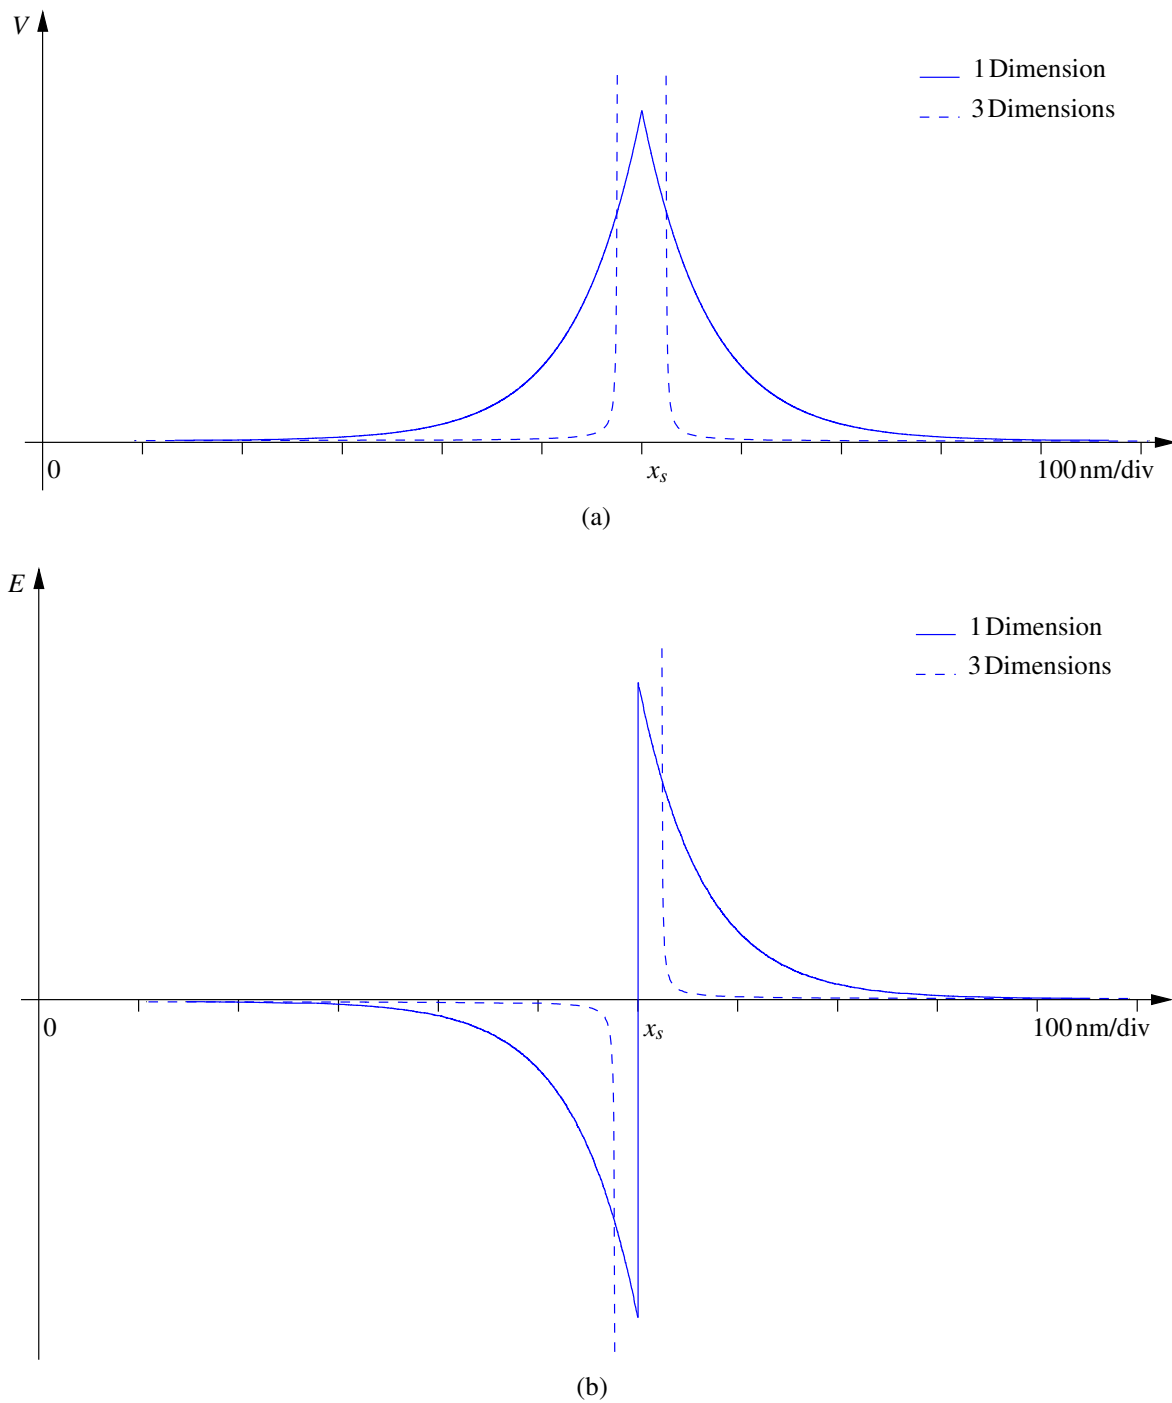 V
1 Dimension
3 Dimensions
0
x_s
100 nm/div
(a)
E
1 Dimension
3 Dimensions
0
x_s
100 nm/div
(b)